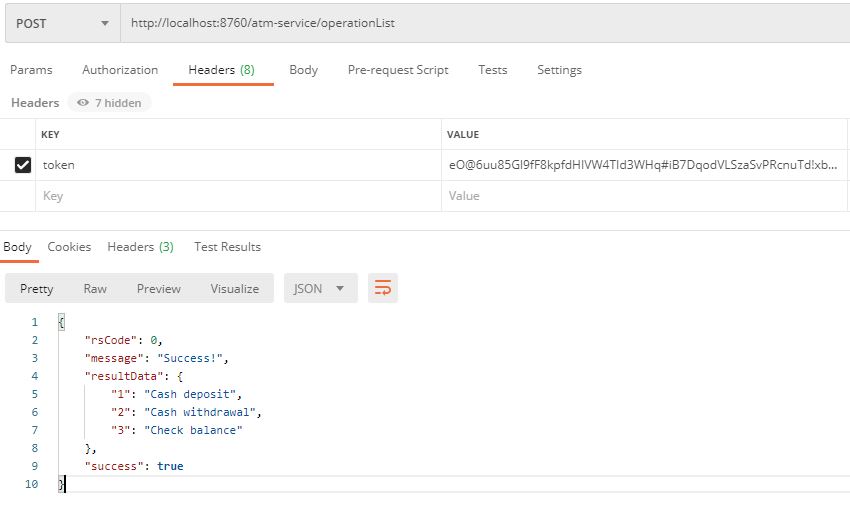 POST http://localhost:8760/atm-service/operationList
Params Authorization Headers (8) Body Pre-request Script Tests Settings
Headers 7 hidden
KEY VALUE
token eO@6uu85Gl9fF8kpfdHIVW4TId3WHq#iB7DqodVLSzaSvPRcnuTd!xb...
Key Value
Body Cookies Headers (3) Test Results
Pretty Raw Preview Visualize JSON
1 {
2 "rsCode": 0,
3 "message": "Success!",
4 "resultData": {
5 "1": "Cash deposit",
6 "2": "Cash withdrawal",
7 "3": "Check balance"
8 },
9 "success": true
10 }